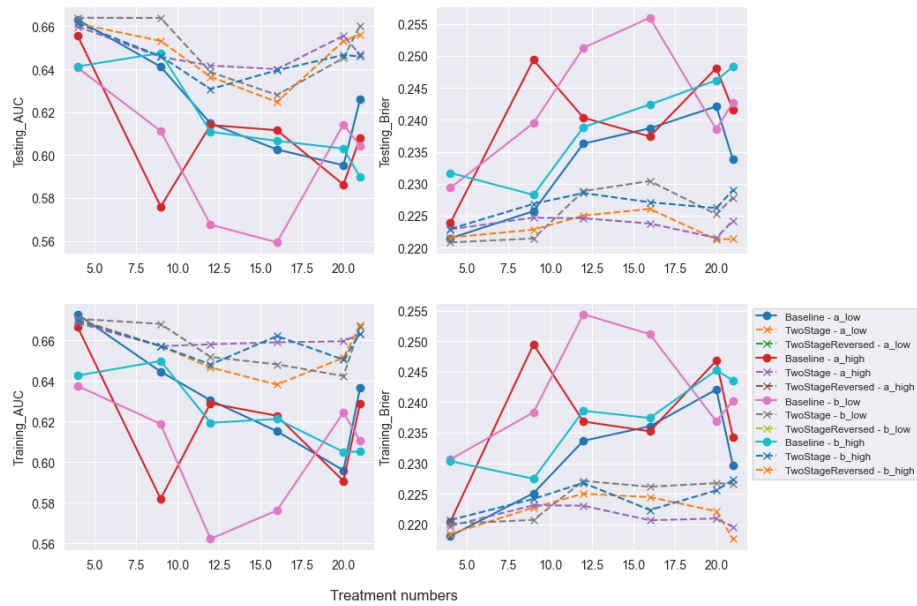 Testing_AUC
0.66
0.64
0.62
0.60
0.58
0.56
5.0 7.5 10.0 12.5 15.0 17.5 20.0
Testing_Brier
0.255
0.250
0.245
0.240
0.235
0.230
0.225
0.220
5.0 7.5 10.0 12.5 15.0 17.5 20.0
Training_AUC
0.66
0.64
0.62
0.60
0.58
0.56
5.0 7.5 10.0 12.5 15.0 17.5 20.0
Training_Brier
0.255
0.250
0.245
0.240
0.235
0.230
0.225
0.220
5.0 7.5 10.0 12.5 15.0 17.5 20.0
Baseline - a_low
TwoStage - a_low
TwoStageReversed - a_low
Baseline - a_high
TwoStage - a_high
TwoStageReversed - a_high
Baseline - b_low
TwoStage - b_low
TwoStageReversed - b_low
Baseline - b_high
TwoStage - b_high
TwoStageReversed - b_high
Treatment numbers